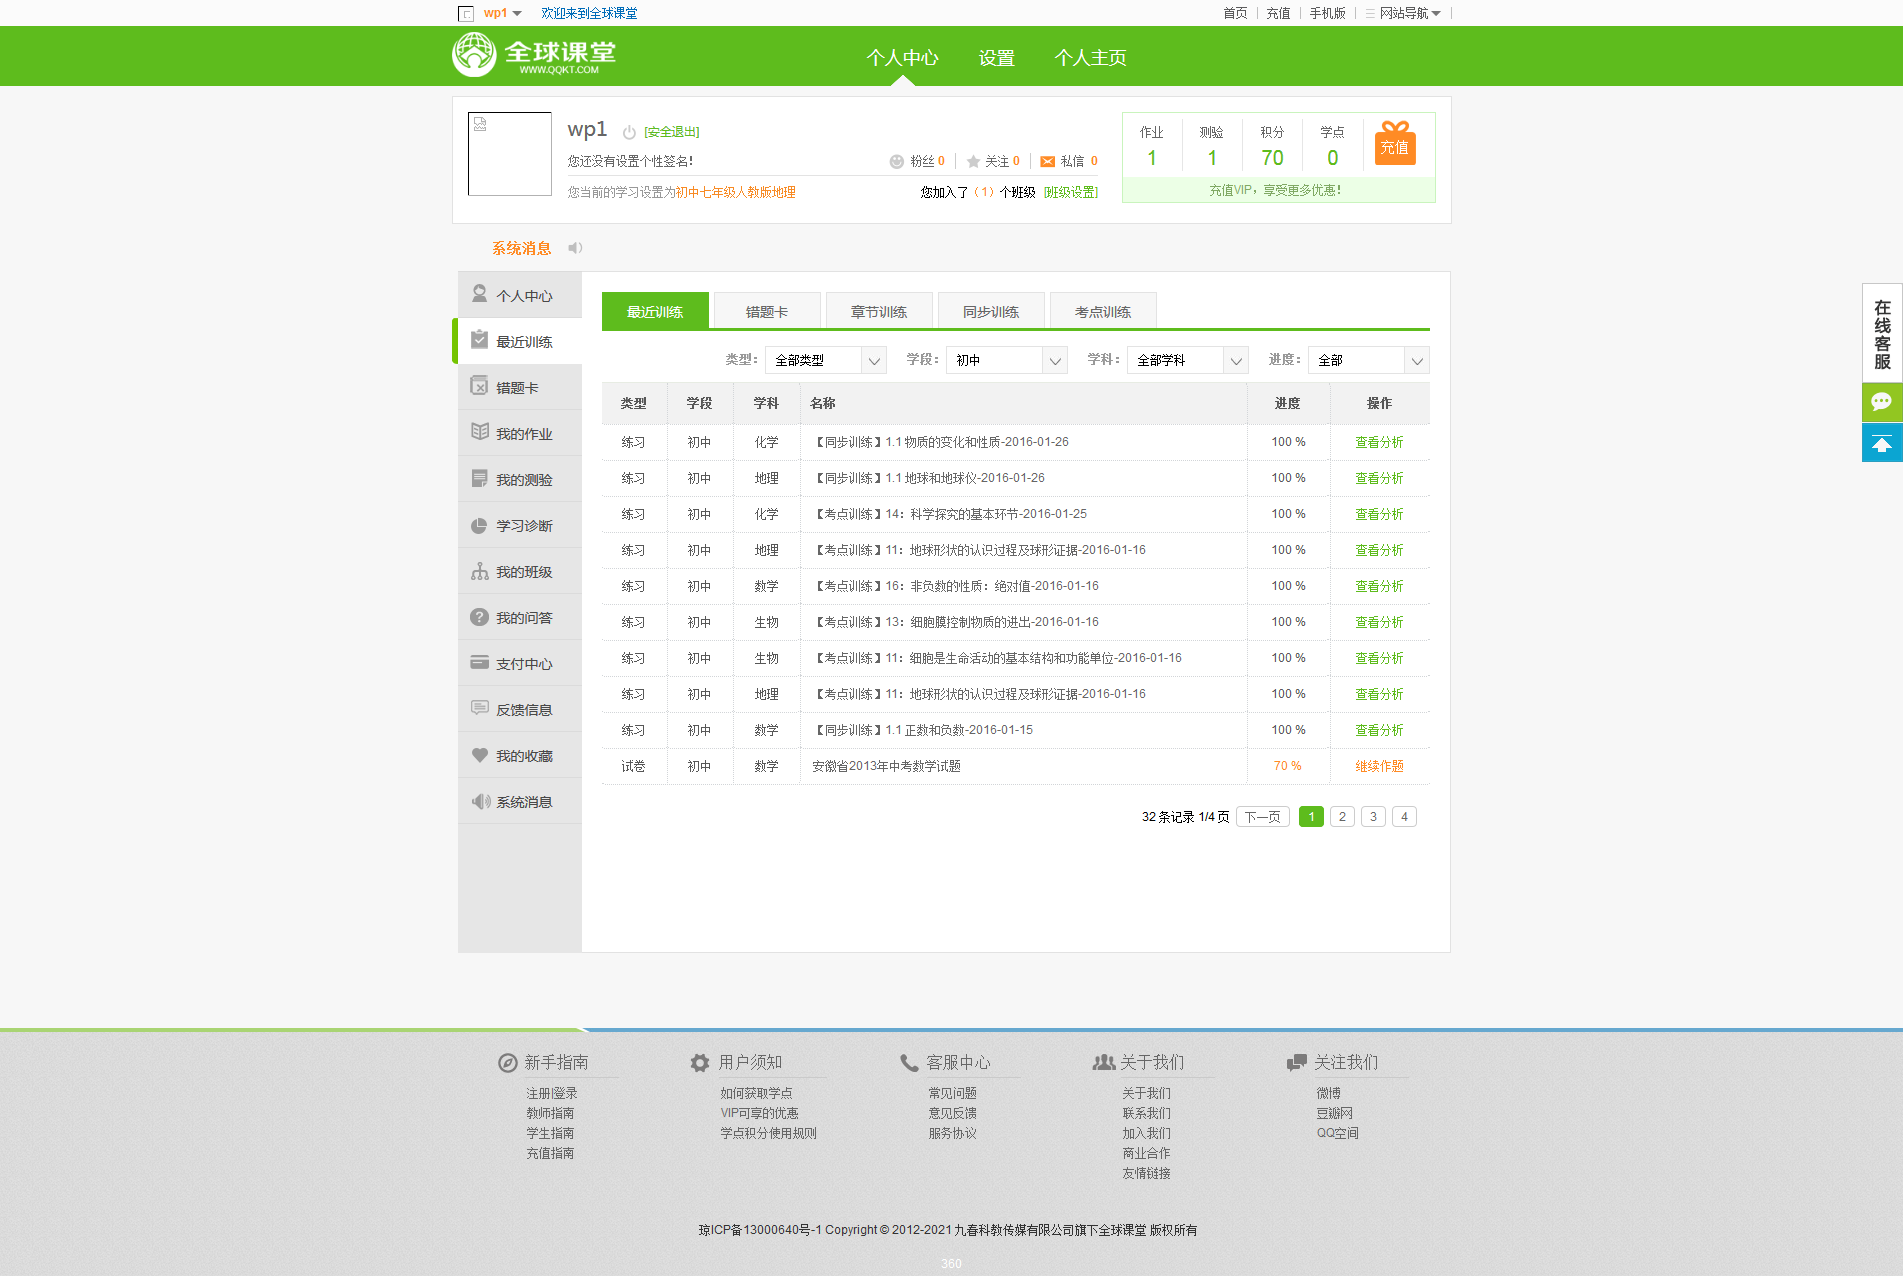 wp1 欢迎来到全球课堂 首页 充值 手机版 网站导航
全球课堂 WWW.QQKT.COM
个人中心 设置 个人主页
wp1 [安全退出]
您还没有设置个性签名! 粉丝 0 关注 0 私信 0
您当前的学习设置为初中七年级人教版地理 您加入了（1）个班级 [班级设置]
作业 测验 积分 学点
1 1 70 0
充值
充值VIP，享受更多优惠!
系统消息
个人中心
最近训练
错题卡
我的作业
我的测验
学习诊断
我的班级
我的问答
支付中心
反馈信息
我的收藏
系统消息
最近训练 错题卡 章节训练 同步训练 考点训练
类型： 全部类型 学段： 初中 学科： 全部学科 进度： 全部
类型 学段 学科 名称 进度 操作
练习 初中 化学 【同步训练】1.1 物质的变化和性质-2016-01-26 100 % 查看分析
练习 初中 地理 【同步训练】1.1 地球和地球仪-2016-01-26 100 % 查看分析
练习 初中 化学 【考点训练】14：科学探究的基本环节-2016-01-25 100 % 查看分析
练习 初中 地理 【考点训练】11：地球形状的认识过程及球形证据-2016-01-16 100 % 查看分析
练习 初中 数学 【考点训练】16：非负数的性质：绝对值-2016-01-16 100 % 查看分析
练习 初中 生物 【考点训练】13：细胞膜控制物质的进出-2016-01-16 100 % 查看分析
练习 初中 生物 【考点训练】11：细胞是生命活动的基本结构和功能单位-2016-01-16 100 % 查看分析
练习 初中 地理 【考点训练】11：地球形状的认识过程及球形证据-2016-01-16 100 % 查看分析
练习 初中 数学 【同步训练】1.1 正数和负数-2016-01-15 100 % 查看分析
试卷 初中 数学 安徽省2013年中考数学试题 70 % 继续作题
32 条记录 1/4 页 下一页 1 2 3 4
在线客服
新手指南
注册|登录
教师指南
学生指南
充值指南
用户须知
如何获取学点
VIP可享的优惠
学点积分使用规则
客服中心
常见问题
意见反馈
服务协议
关于我们
关于我们
联系我们
加入我们
商业合作
友情链接
关注我们
微博
豆瓣网
QQ空间
琼ICP备13000640号-1 Copyright © 2012-2021 九春科教传媒有限公司旗下全球课堂 版权所有
360